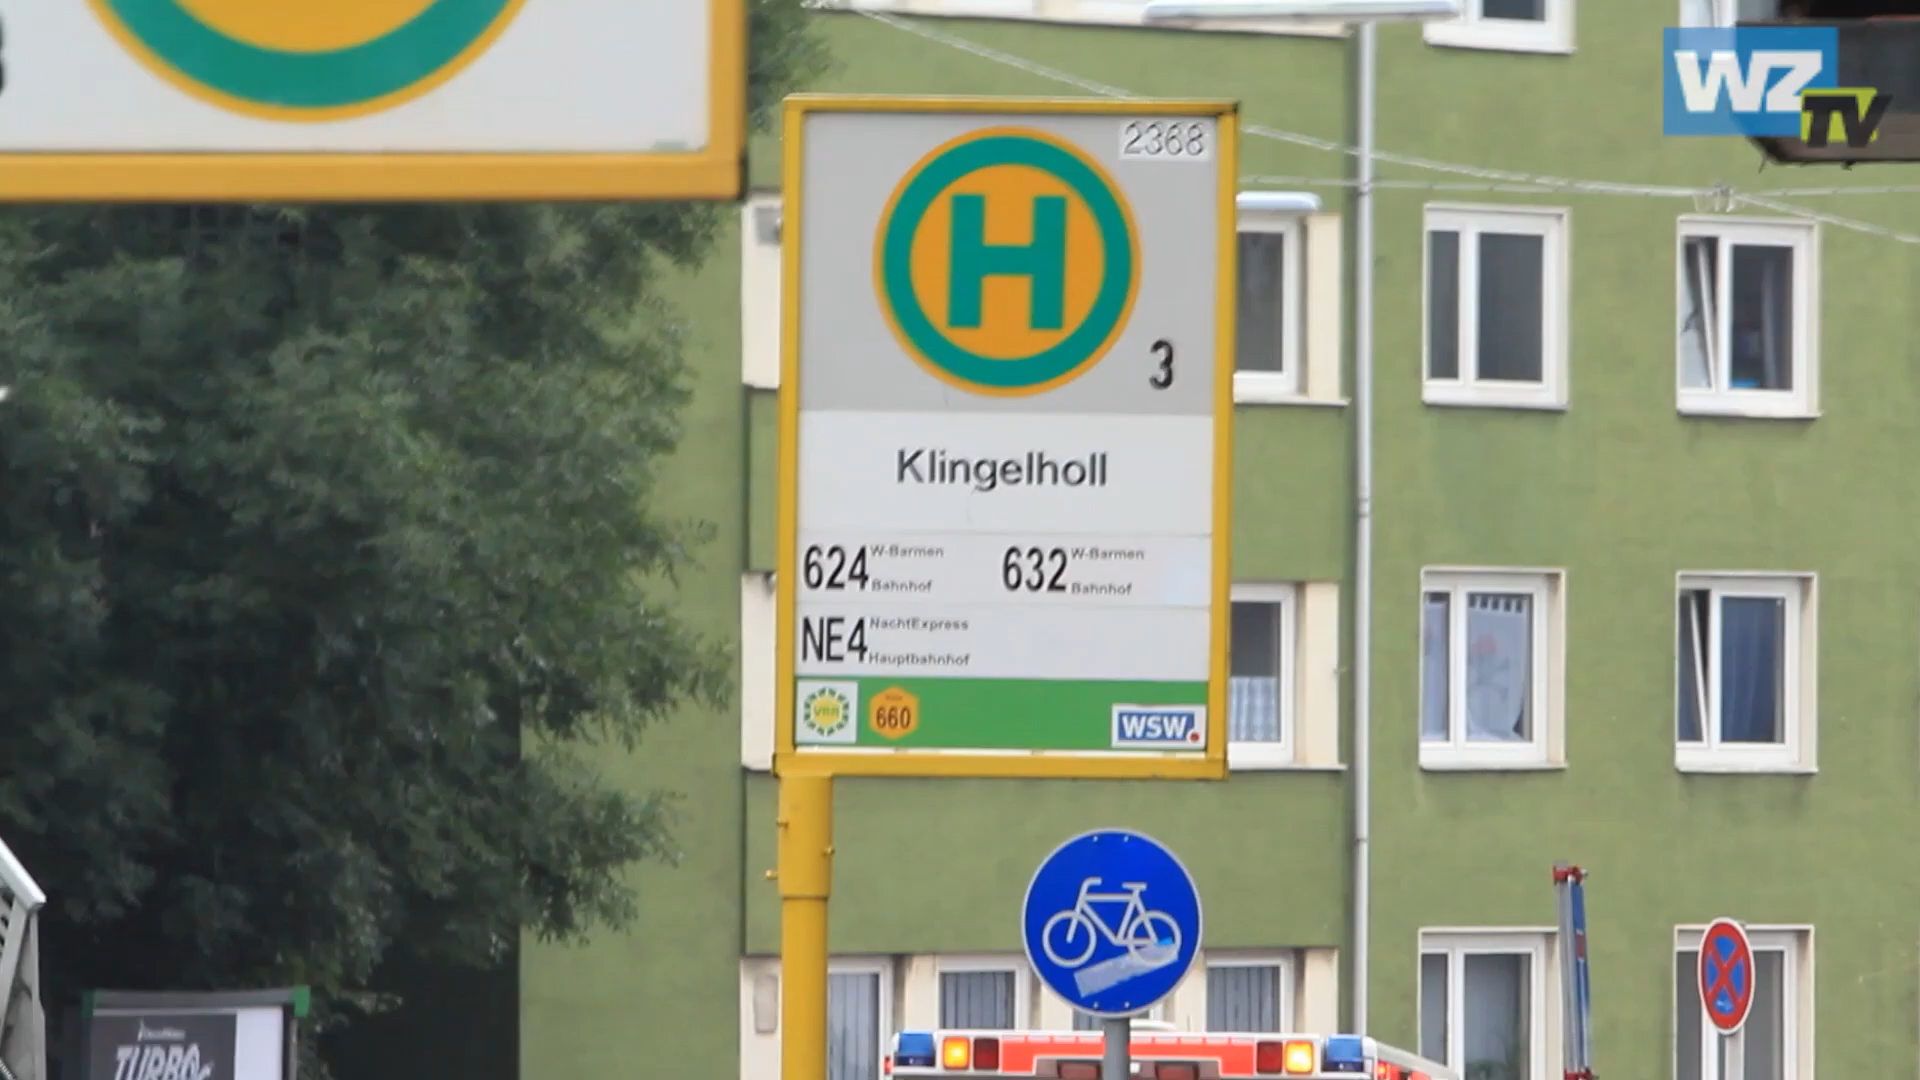 WZ
TV
2368
H
3
Klingelholl
624 W-Barmen Bahnhof
632 W-Barmen Bahnhof
NE4 NachtExpress Hauptbahnhof
VRR
660
WSW.
TURBO